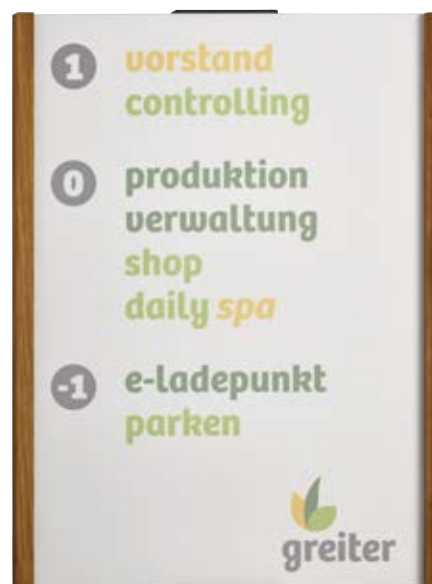 1 vorstand
controlling
0 produktion
verwaltung
shop
daily spa
-1 e-ladepunkt
parken
greiter